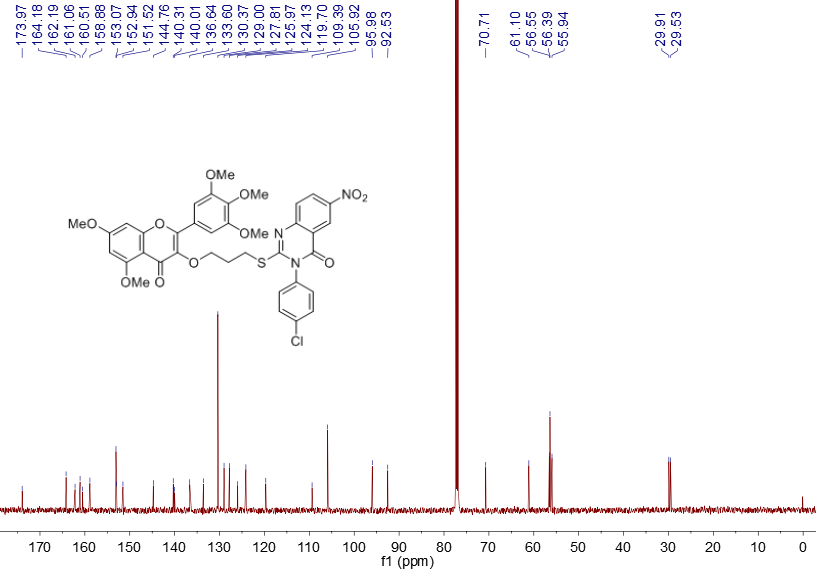 173.97
164.18
162.19
161.06
160.51
158.88
153.07
152.94
151.52
144.76
140.31
140.01
136.64
133.60
130.37
129.00
127.81
125.97
124.13
119.70
109.39
105.92
95.98
92.53
70.71
61.10
56.55
56.39
55.94
29.91
29.53
OMe
OMe
NO2
MeO
O
OMe
N
S
N
O
O
OMe
O
Cl
170 160 150 140 130 120 110 100 90 80 70 60 50 40 30 20 10 0
f1 (ppm)